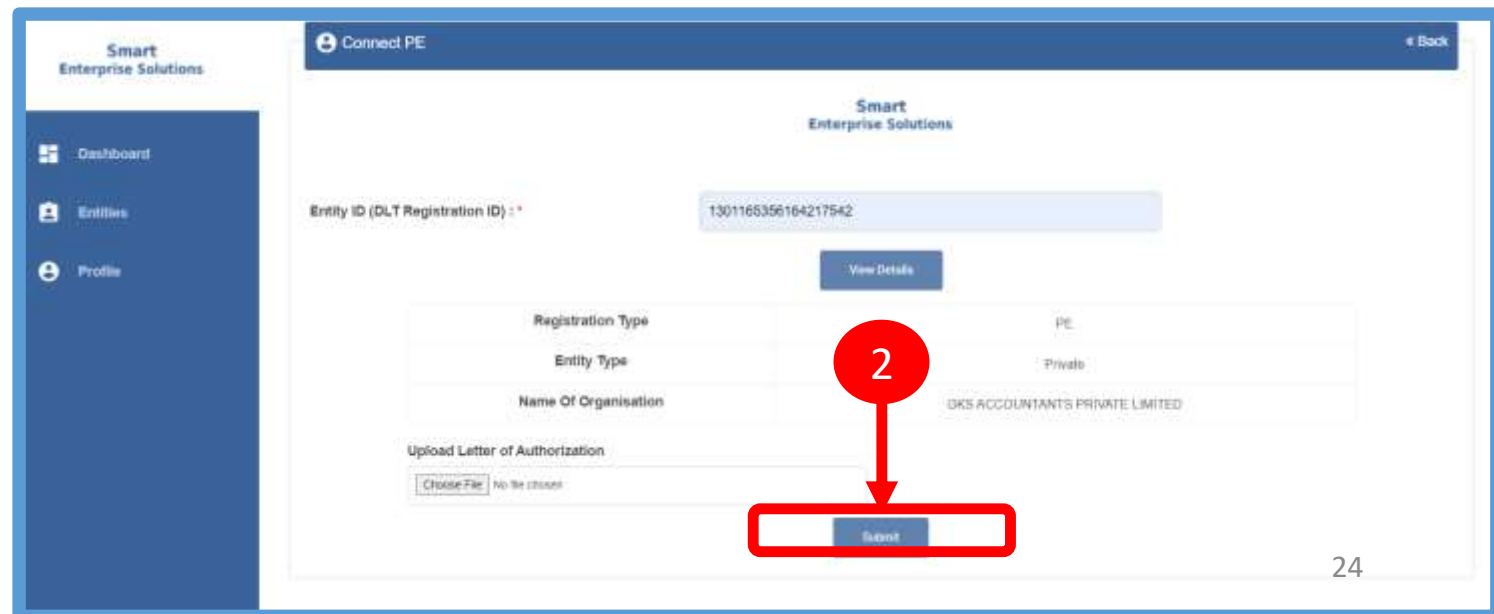 Smart
Enterprise Solutions
Dashboard
Entities
Profile
Connect PE
« Back
Smart
Enterprise Solutions
Entity ID (DLT Registration ID) : *
1301165356164217542
View Details
Registration Type PE
Entity Type Private
Name Of Organisation GKS ACCOUNTANTS PRIVATE LIMITED
2
Upload Letter of Authorization
Choose File No file chosen
Submit
24